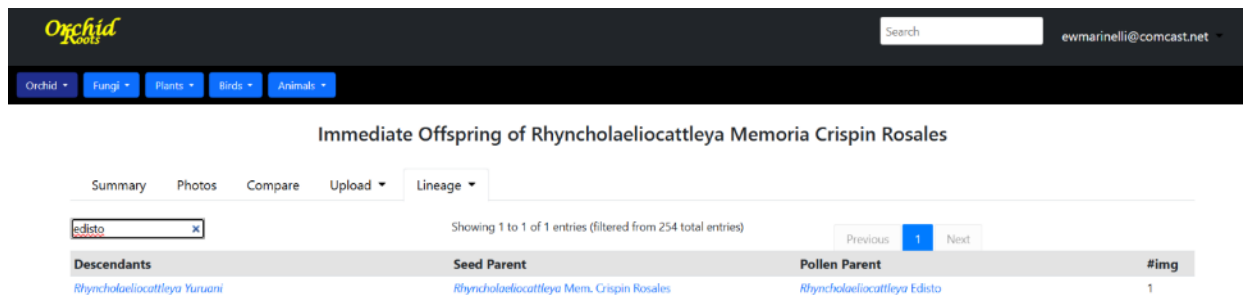 Orchid Roots
Search
ewmarinelli@comcast.net
Orchid Fungi Plants Birds Animals
Immediate Offspring of Rhyncholaeliocattleya Memoria Crispin Rosales
Summary Photos Compare Upload Lineage
edisto × Showing 1 to 1 of 1 entries (filtered from 254 total entries) Previous 1 Next
Descendants Seed Parent Pollen Parent #img
Rhyncholaeliocattleya Yuruani Rhyncholaeliocattleya Mem. Crispin Rosales Rhyncholaeliocattleya Edisto 1